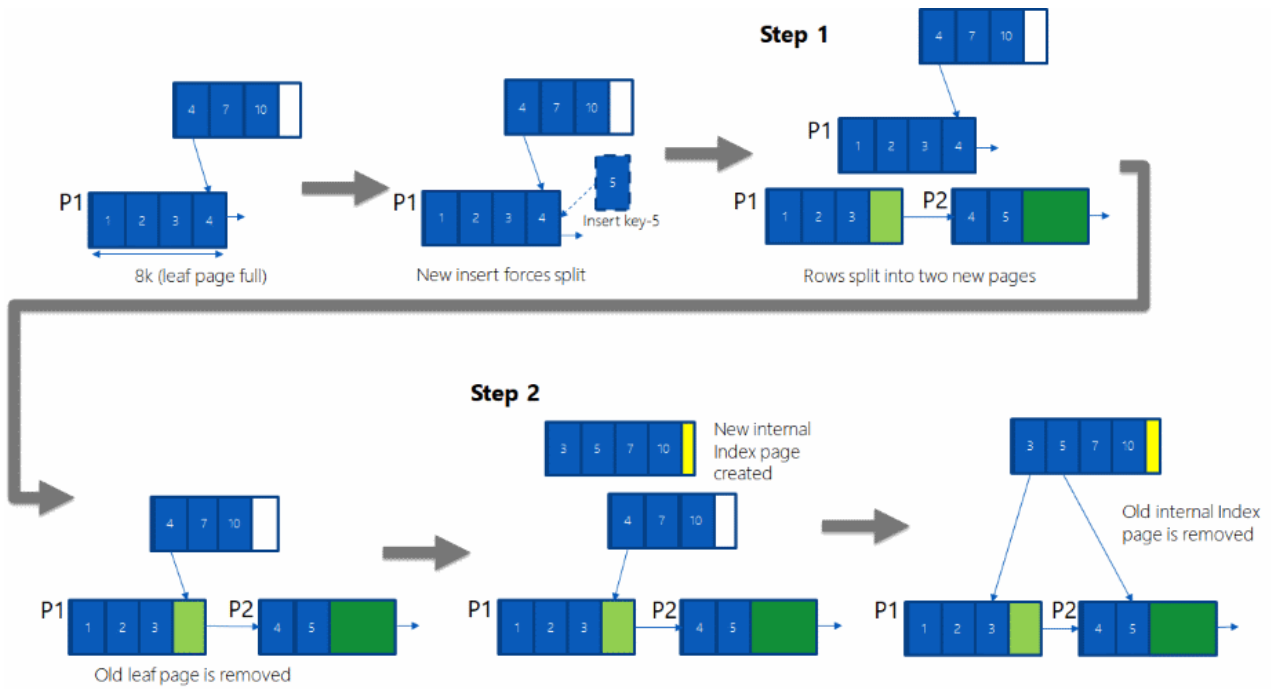 Step 1
4 7 10
4 7 10
4 7 10
P1
1 2 3 4
P1
1 2 3 4
5
Insert key-5
P1
1 2 3 4
P1
1 2 3
P2
4 5
8k (leaf page full)
New insert forces split
Rows split into two new pages
Step 2
3 5 7 10
New internal
Index page
created
3 5 7 10
4 7 10
4 7 10
Old internal Index
page is removed
P1
1 2 3
P2
4 5
P1
1 2 3
P2
4 5
P1
1 2 3
P2
4 5
Old leaf page is removed